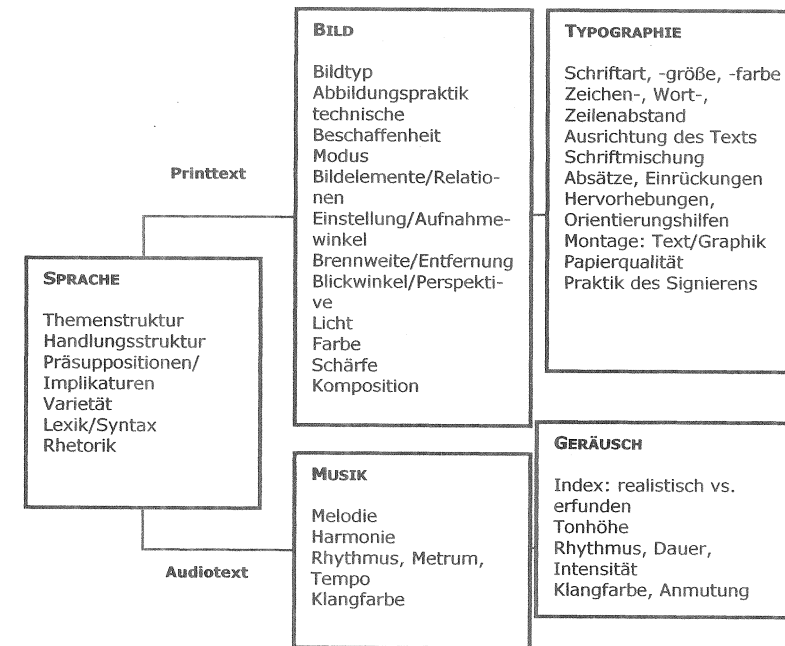 BILD
Bildtyp
Abbildungspraktik
technische
Beschaffenheit
Modus
Bildelemente/Relatio-
nen
Einstellung/Aufnahme-
winkel
Brennweite/Entfernung
Blickwinkel/Perspekti-
ve
Licht
Farbe
Schärfe
Komposition
TYPOGRAPHIE
Schriftart, -größe, -farbe
Zeichen-, Wort-,
Zeilenabstand
Ausrichtung des Texts
Schriftmischung
Absätze, Einrückungen
Hervorhebungen,
Orientierungshilfen
Montage: Text/Graphik
Papierqualität
Praktik des Signierens
Printtext
SPRACHE
Themenstruktur
Handlungsstruktur
Präsuppositionen/
Implikaturen
Varietät
Lexik/Syntax
Rhetorik
Audiotext
MUSIK
Melodie
Harmonie
Rhythmus, Metrum,
Tempo
Klangfarbe
GERÄUSCH
Index: realistisch vs.
erfunden
Tonhöhe
Rhythmus, Dauer,
Intensität
Klangfarbe, Anmutung